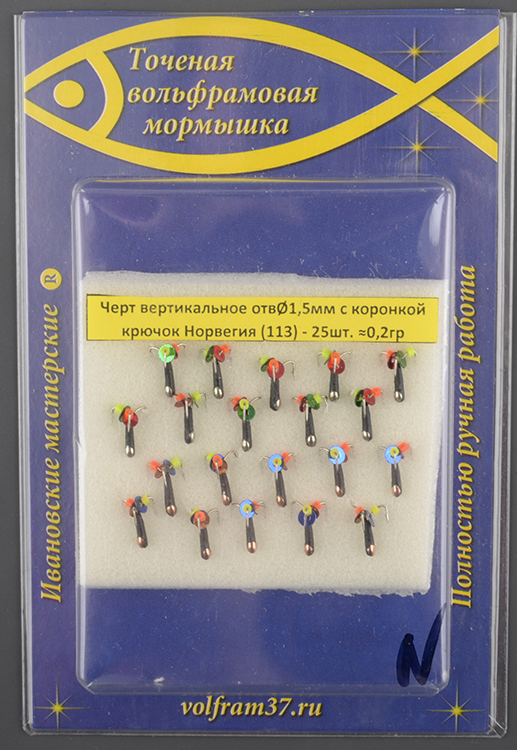 Точеная
вольфрамовая
мормышка
Ивановские мастерские ®
Черт вертикальное отвØ1,5мм с коронкой
крючок Норвегия (113) - 25шт. ≈0,2гр
Полностью ручная работа
N
volfram37.ru